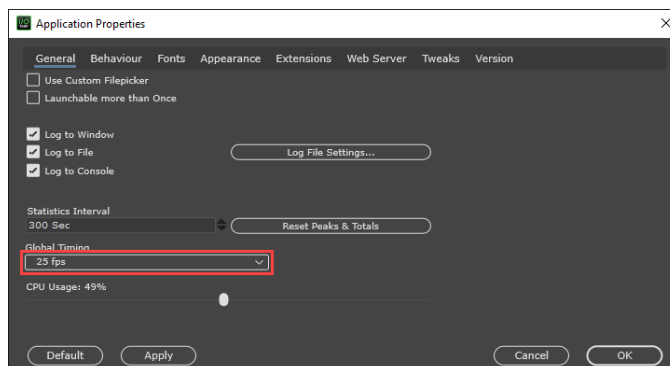 Application Properties
General Behaviour Fonts Appearance Extensions Web Server Tweaks Version
Use Custom Filepicker
Launchable more than Once
Log to Window
Log to File
Log File Settings...
Log to Console
Statistics Interval
300 Sec
Reset Peaks & Totals
Global Timing
25 fps
CPU Usage: 49%
Default Apply Cancel OK